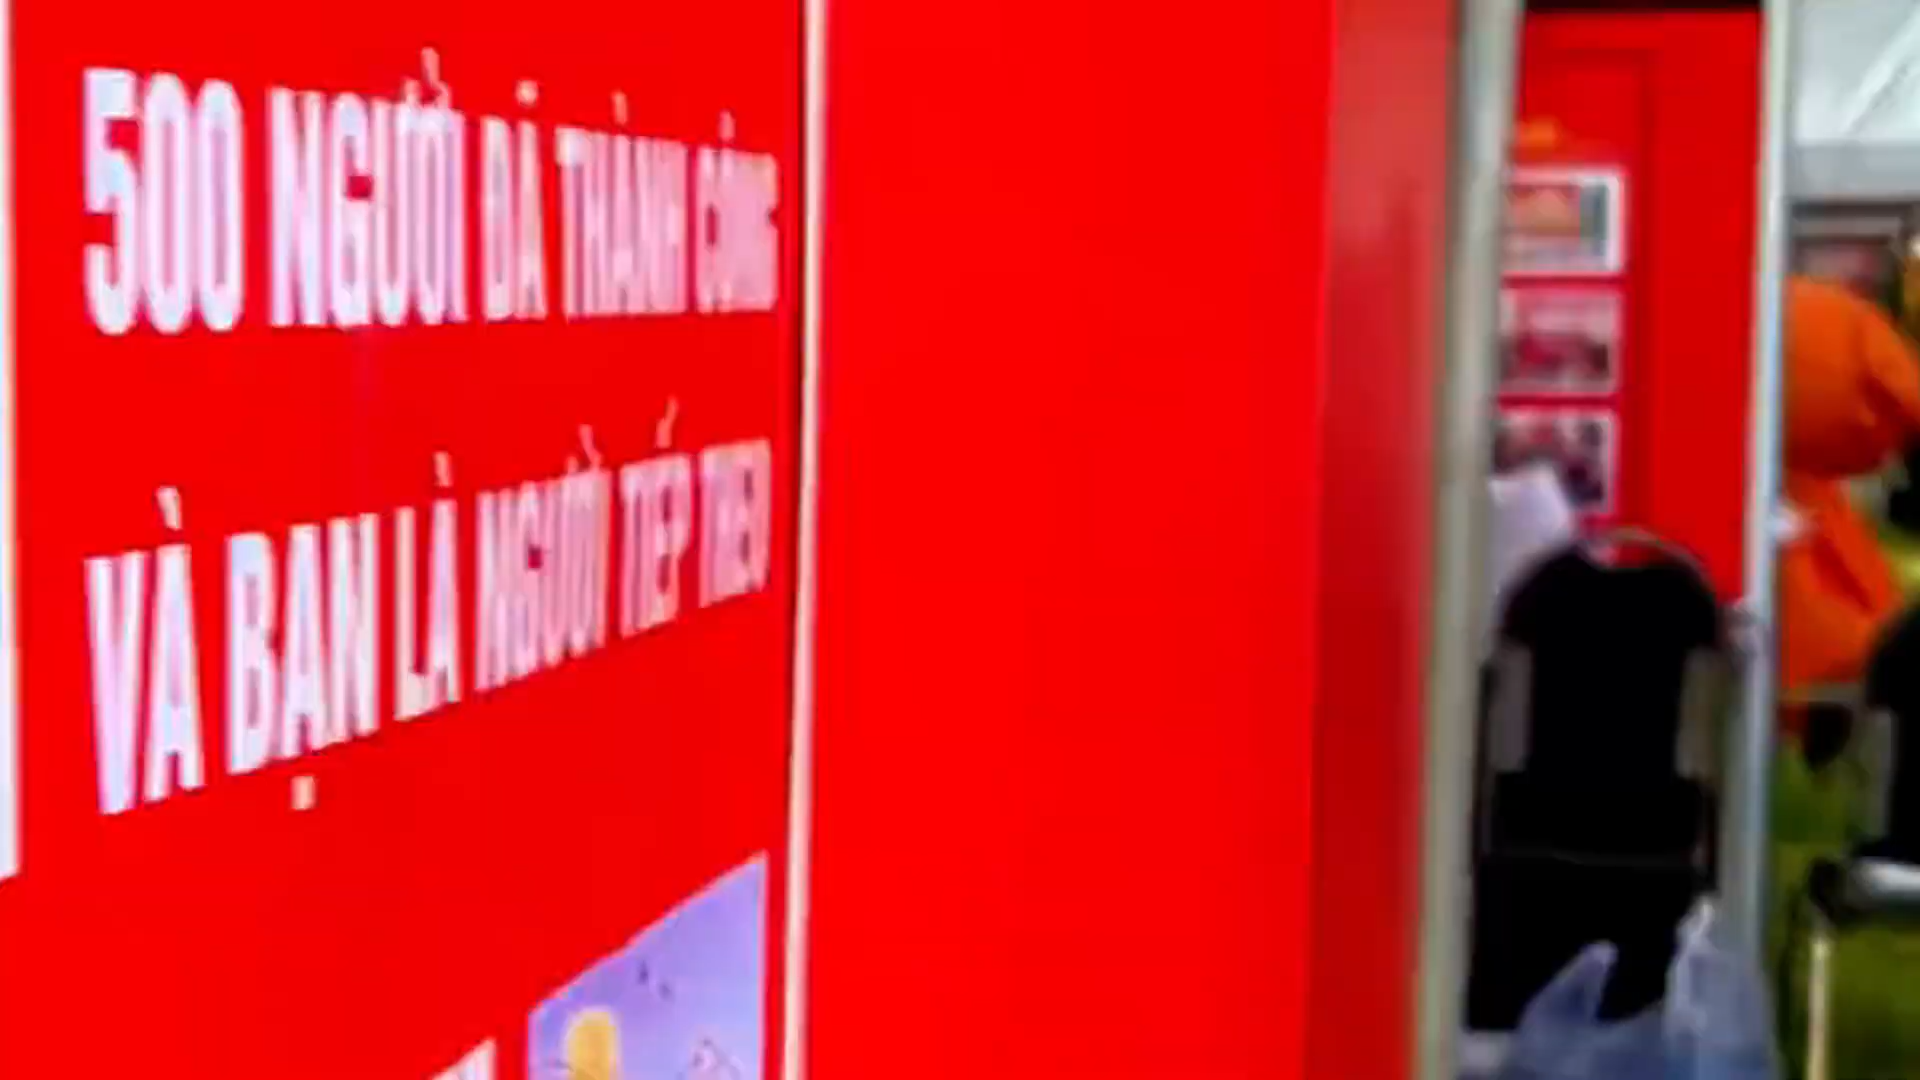 500 NGƯỜI ĐÃ THÀNH CÔNG
VÀ BẠN LÀ NGƯỜI TIẾP THEO